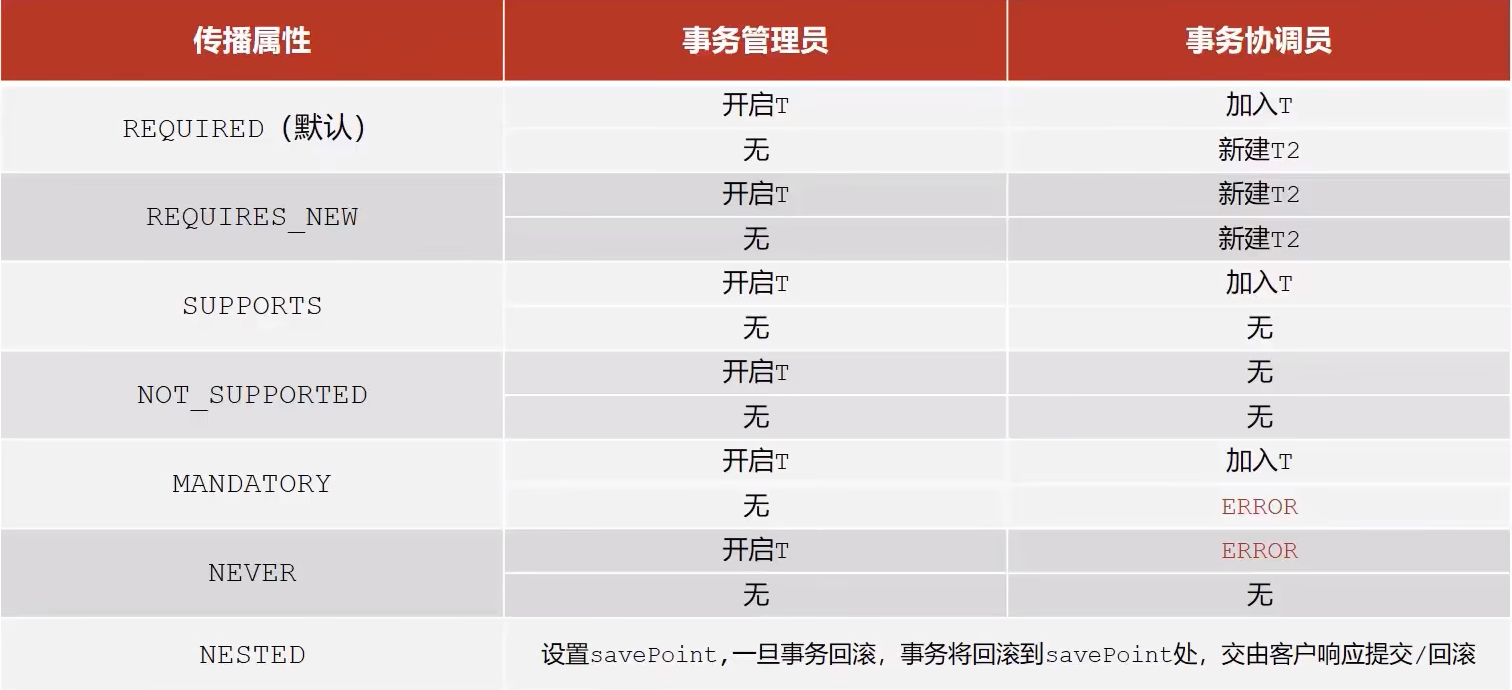 传播属性 事务管理员 事务协调员
REQUIRED（默认） 开启T 加入T
无 新建T2
REQUIRES_NEW 开启T 新建T2
无 新建T2
SUPPORTS 开启T 加入T
无 无
NOT_SUPPORTED 开启T 无
无 无
MANDATORY 开启T 加入T
无 ERROR
NEVER 开启T ERROR
无 无
NESTED 设置savePoint,一旦事务回滚，事务将回滚到savePoint处，交由客户响应提交/回滚